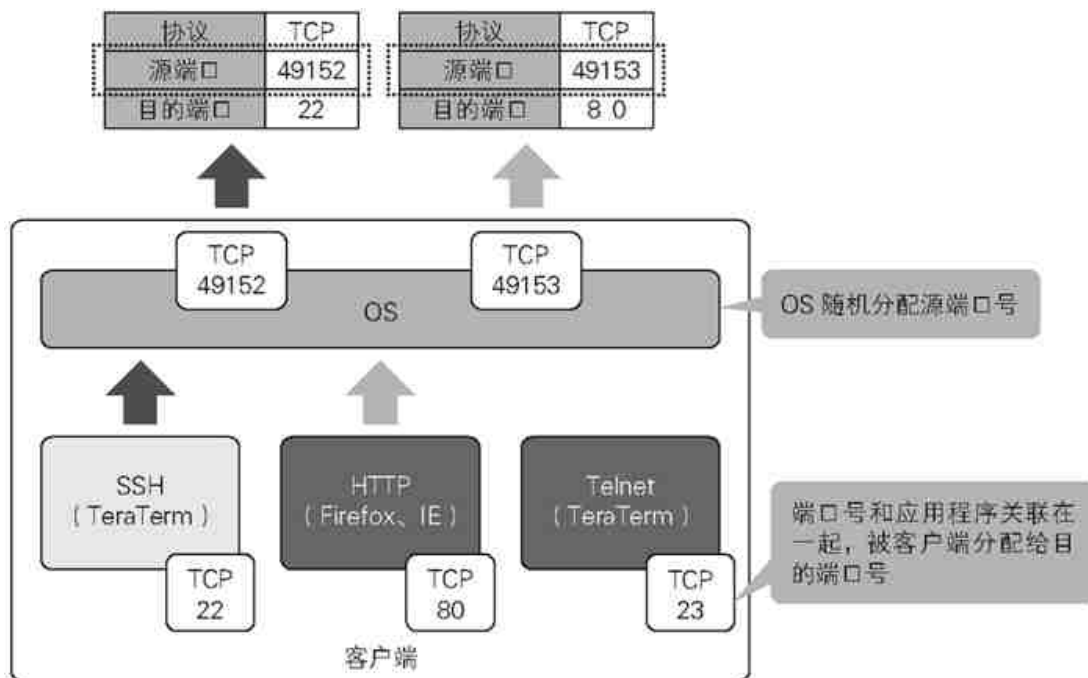 协议 TCP
源端口 49152
目的端口 22
协议 TCP
源端口 49153
目的端口 8 0
TCP
49152
TCP
49153
OS
OS 随机分配源端口号
SSH
(TeraTerm)
TCP
22
HTTP
(Firefox、IE)
TCP
80
Telnet
(TeraTerm)
TCP
23
端口号和应用程序关联在
一起，被客户端分配给目
的端口号
客户端